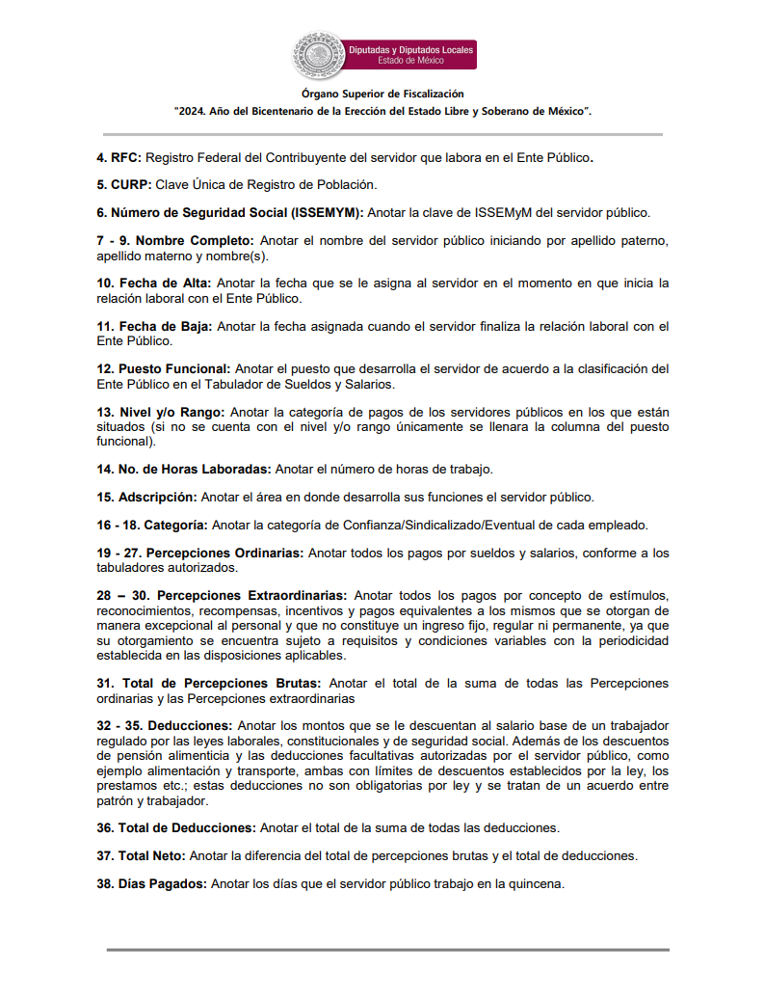 Diputadas y Diputados Locales
Estado de México
Órgano Superior de Fiscalización
"2024. Año del Bicentenario de la Erección del Estado Libre y Soberano de México”.
4. RFC: Registro Federal del Contribuyente del servidor que labora en el Ente Público.
5. CURP: Clave Única de Registro de Población.
6. Número de Seguridad Social (ISSEMYM): Anotar la clave de ISSEMyM del servidor público.
7 - 9. Nombre Completo: Anotar el nombre del servidor público iniciando por apellido paterno,
apellido materno y nombre(s).
10. Fecha de Alta: Anotar la fecha que se le asigna al servidor en el momento en que inicia la
relación laboral con el Ente Público.
11. Fecha de Baja: Anotar la fecha asignada cuando el servidor finaliza la relación laboral con el
Ente Público.
12. Puesto Funcional: Anotar el puesto que desarrolla el servidor de acuerdo a la clasificación del
Ente Público en el Tabulador de Sueldos y Salarios.
13. Nivel y/o Rango: Anotar la categoría de pagos de los servidores públicos en los que están
situados (si no se cuenta con el nivel y/o rango únicamente se llenara la columna del puesto
funcional).
14. No. de Horas Laboradas: Anotar el número de horas de trabajo.
15. Adscripción: Anotar el área en donde desarrolla sus funciones el servidor público.
16 - 18. Categoría: Anotar la categoría de Confianza/Sindicalizado/Eventual de cada empleado.
19 - 27. Percepciones Ordinarias: Anotar todos los pagos por sueldos y salarios, conforme a los
tabuladores autorizados.
28 – 30. Percepciones Extraordinarias: Anotar todos los pagos por concepto de estímulos,
reconocimientos, recompensas, incentivos y pagos equivalentes a los mismos que se otorgan de
manera excepcional al personal y que no constituye un ingreso fijo, regular ni permanente, ya que
su otorgamiento se encuentra sujeto a requisitos y condiciones variables con la periodicidad
establecida en las disposiciones aplicables.
31. Total de Percepciones Brutas: Anotar el total de la suma de todas las Percepciones
ordinarias y las Percepciones extraordinarias
32 - 35. Deducciones: Anotar los montos que se le descuentan al salario base de un trabajador
regulado por las leyes laborales, constitucionales y de seguridad social. Además de los descuentos
de pensión alimenticia y las deducciones facultativas autorizadas por el servidor público, como
ejemplo alimentación y transporte, ambas con límites de descuentos establecidos por la ley, los
prestamos etc.; estas deducciones no son obligatorias por ley y se tratan de un acuerdo entre
patrón y trabajador.
36. Total de Deducciones: Anotar el total de la suma de todas las deducciones.
37. Total Neto: Anotar la diferencia del total de percepciones brutas y el total de deducciones.
38. Días Pagados: Anotar los días que el servidor público trabajo en la quincena.